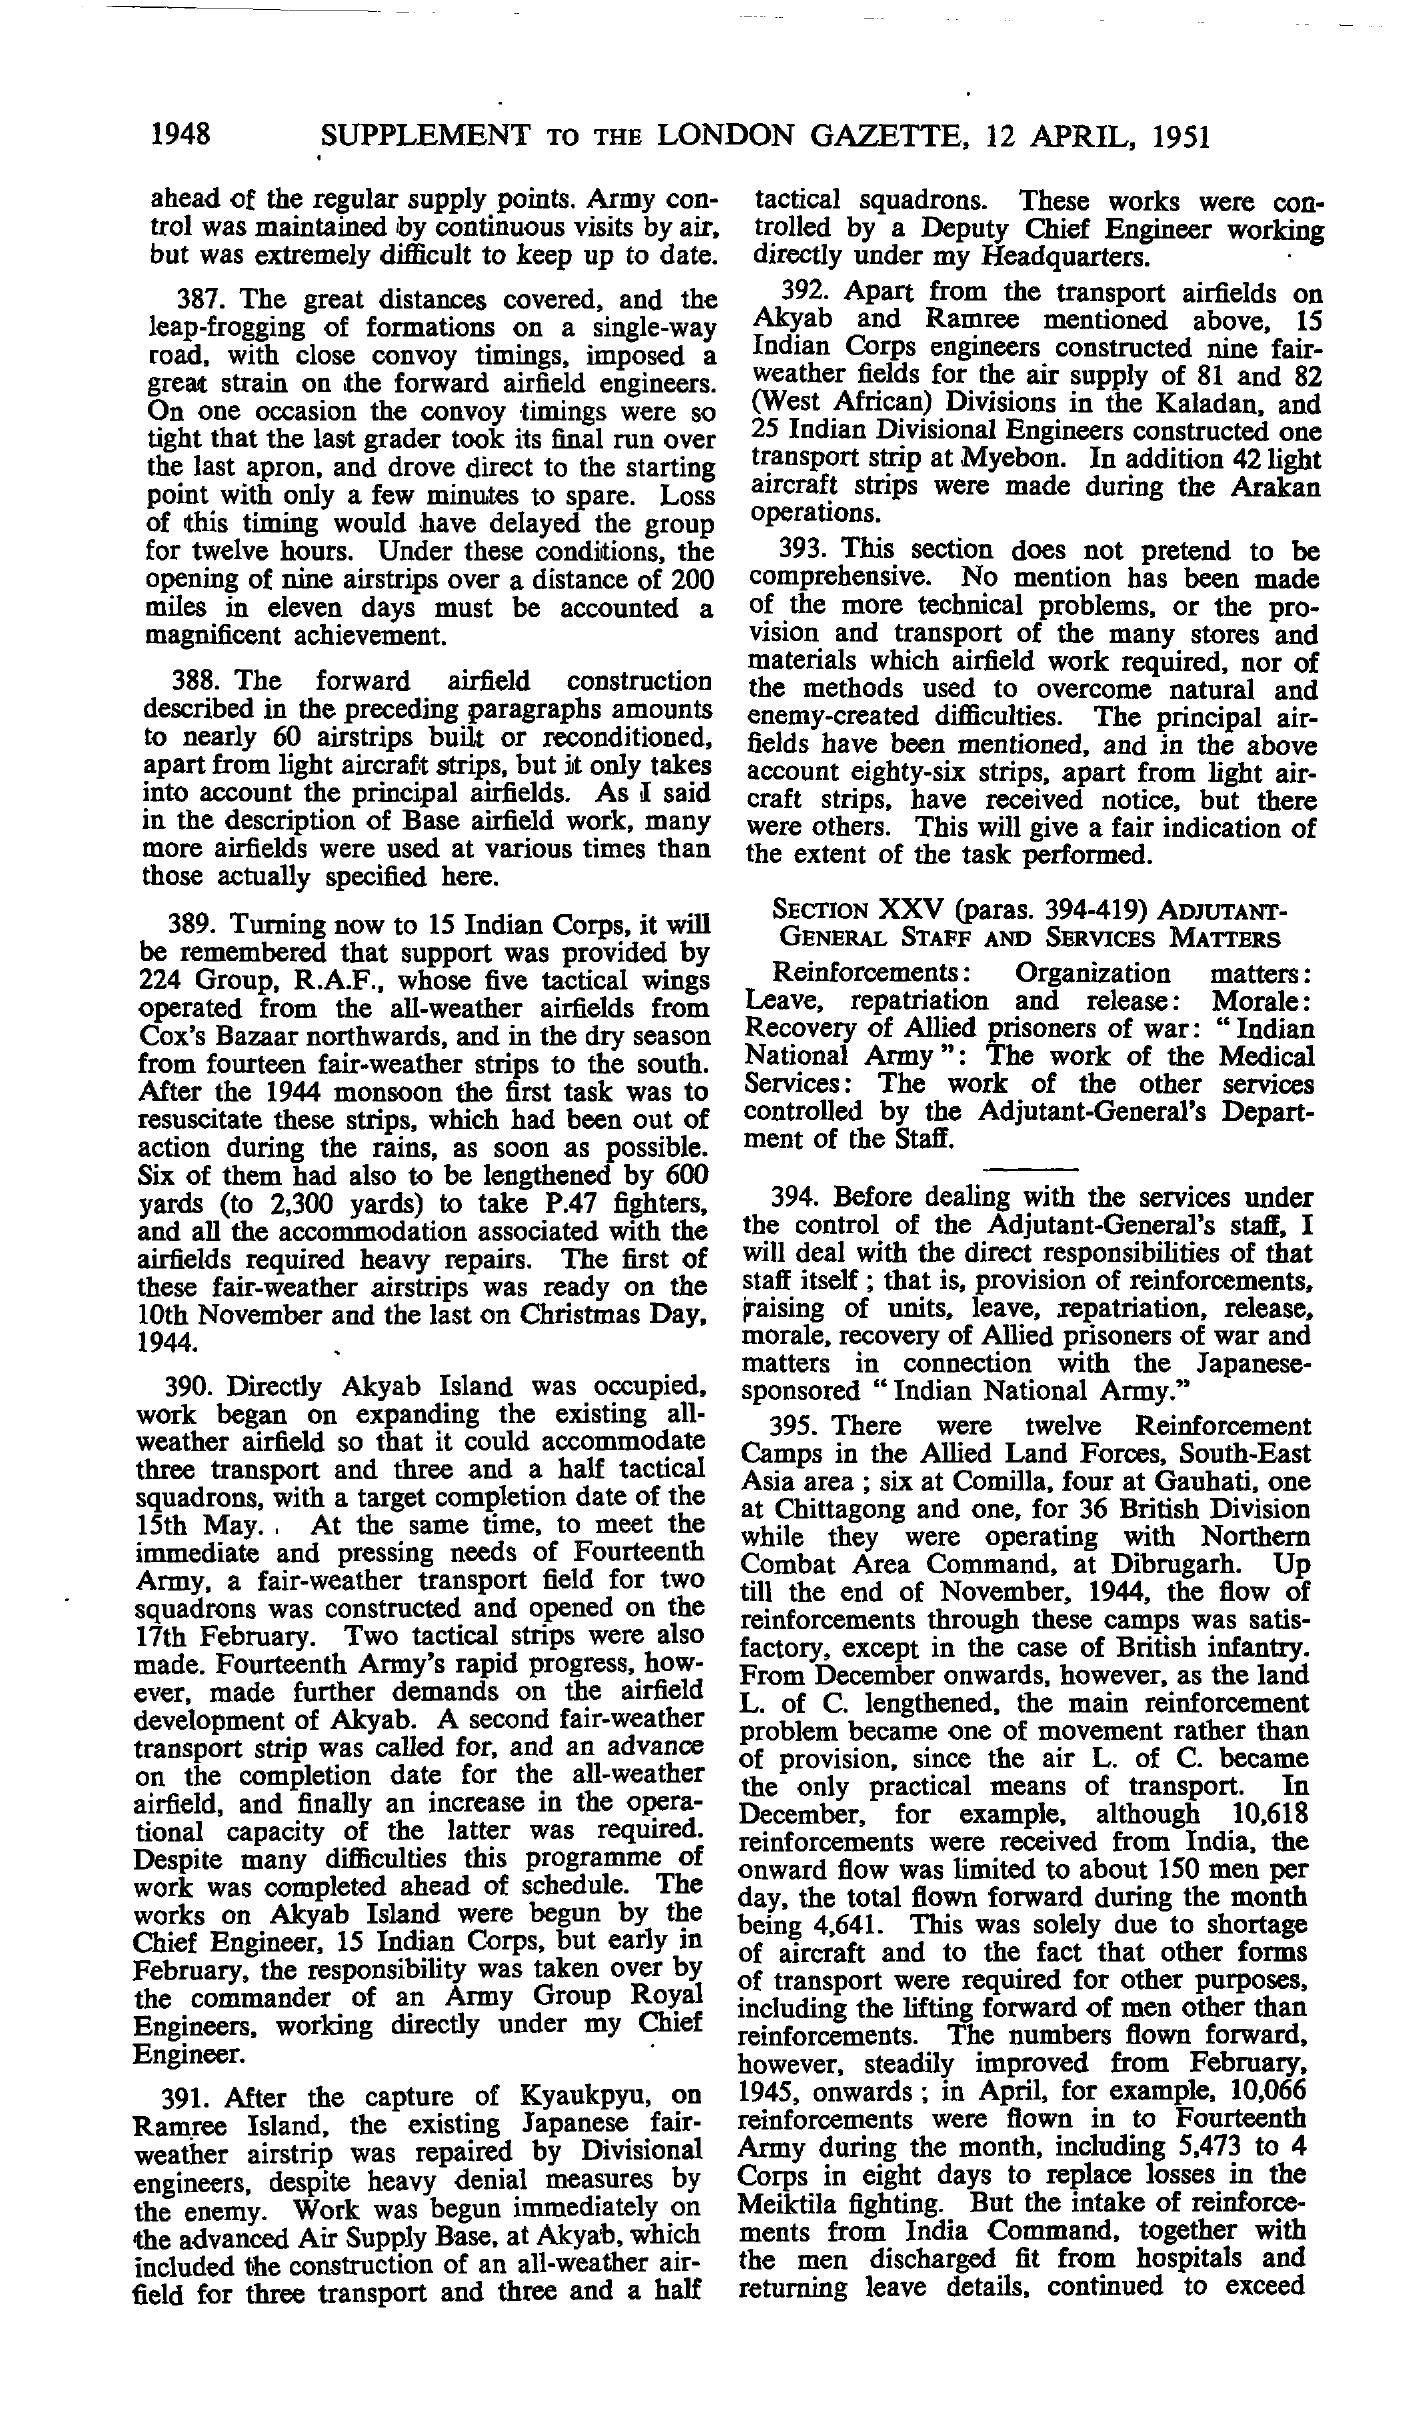 1948 SUPPLEMENT TO THE LONDON GAZETTE, 12 APRIL, 1951
ahead of the regular supply points. Army con-
trol was maintained by continuous visits by air,
but was extremely difficult to keep up to date.
387. The great distances covered, and the
leap-frogging of formations on a single-way
road, with close convoy timings, imposed a
great strain on the forward airfield engineers.
On one occasion the convoy timings were so
tight that the last grader took its final run over
the last apron, and drove direct to the starting
point with only a few minutes to spare. Loss
of this timing would have delayed the group
for twelve hours. Under these conditions, the
opening of nine airstrips over a distance of 200
miles in eleven days must be accounted a
magnificent achievement.
388. The forward airfield construction
described in the preceding paragraphs amounts
to nearly 60 airstrips built or reconditioned,
apart from light aircraft strips, but it only takes
into account the principal airfields. As I said
in the description of Base airfield work, many
more airfields were used at various times than
those actually specified here.
389. Turning now to 15 Indian Corps, it will
be remembered that support was provided by
224 Group, R.A.F., whose five tactical wings
operated from the all-weather airfields from
Cox's Bazaar northwards, and in the dry season
from fourteen fair-weather strips to the south.
After the 1944 monsoon the first task was to
resuscitate these strips, which had been out of
action during the rains, as soon as possible.
Six of them had also to be lengthened by 600
yards (to 2,300 yards) to take P.47 fighters,
and all the accommodation associated with the
airfields required heavy repairs. The first of
these fair-weather airstrips was ready on the
10th November and the last on Christmas Day,
1944.
390. Directly Akyab Island was occupied,
work began on expanding the existing all-
weather airfield so that it could accommodate
three transport and three and a half tactical
squadrons, with a target completion date of the
15th May. At the same time, to meet the
immediate and pressing needs of Fourteenth
Army, a fair-weather transport field for two
squadrons was constructed and opened on the
17th February. Two tactical strips were also
made. Fourteenth Army's rapid progress, how-
ever, made further demands on the airfield
development of Akyab. A second fair-weather
transport strip was called for, and an advance
on the completion date for the all-weather
airfield, and finally an increase in the opera-
tional capacity of the latter was required.
Despite many difficulties this programme of
work was completed ahead of schedule. The
works on Akyab Island were begun by the
Chief Engineer, 15 Indian Corps, but early in
February, the responsibility was taken over by
the commander of an Army Group Royal
Engineers, working directly under my Chief
Engineer.
391. After the capture of Kyaukpyu, on
Ramree Island, the existing Japanese fair-
weather airstrip was repaired by Divisional
engineers, despite heavy denial measures by
the enemy. Work was begun immediately on
the advanced Air Supply Base, at Akyab, which
included the construction of an all-weather air-
field for three transport and three and a half
tactical squadrons. These works were con-
trolled by a Deputy Chief Engineer working
directly under my Headquarters.
392. Apart from the transport airfields on
Akyab and Ramree mentioned above, 15
Indian Corps engineers constructed nine fair-
weather fields for the air supply of 81 and 82
(West African) Divisions in the Kaladan, and
25 Indian Divisional Engineers constructed one
transport strip at Myebon. In addition 42 light
aircraft strips were made during the Arakan
operations.
393. This section does not pretend to be
comprehensive. No mention has been made
of the more technical problems, or the pro-
vision and transport of the many stores and
materials which airfield work required, nor of
the methods used to overcome natural and
enemy-created difficulties. The principal air-
fields have been mentioned, and in the above
account eighty-six strips, apart from light air-
craft strips, have received notice, but there
were others. This will give a fair indication of
the extent of the task performed.
SECTION XXV (paras. 394-419) ADJUTANT-
GENERAL STAFF AND SERVICES MATTERS
Reinforcements: Organization matters:
Leave, repatriation and release: Morale:
Recovery of Allied prisoners of war: "Indian
National Army": The work of the Medical
Services: The work of the other services
controlled by the Adjutant-General's Depart-
ment of the Staff.
394. Before dealing with the services under
the control of the Adjutant-General's staff, I
will deal with the direct responsibilities of that
staff itself; that is, provision of reinforcements,
raising of units, leave, repatriation, release,
morale, recovery of Allied prisoners of war and
matters in connection with the Japanese-
sponsored "Indian National Army."
395. There were twelve Reinforcement
Camps in the Allied Land Forces, South-East
Asia area; six at Comilla, four at Gauhati, one
at Chittagong and one, for 36 British Division
while they were operating with Northern
Combat Area Command, at Dibrugarh. Up
till the end of November, 1944, the flow of
reinforcements through these camps was satis-
factory, except in the case of British infantry.
From December onwards, however, as the land
L. of C. lengthened, the main reinforcement
problem became one of movement rather than
of provision, since the air L. of C. became
the only practical means of transport. In
December, for example, although 10,618
reinforcements were received from India, the
onward flow was limited to about 150 men per
day, the total flown forward during the month
being 4,641. This was solely due to shortage
of aircraft and to the fact that other forms
of transport were required for other purposes,
including the lifting forward of men other than
reinforcements. The numbers flown forward,
however, steadily improved from February,
1945, onwards; in April, for example, 10,066
reinforcements were flown in to Fourteenth
Army during the month, including 5,473 to 4
Corps in eight days to replace losses in the
Meiktila fighting. But the intake of reinforce-
ments from India Command, together with
the men discharged fit from hospitals and
returning leave details, continued to exceed